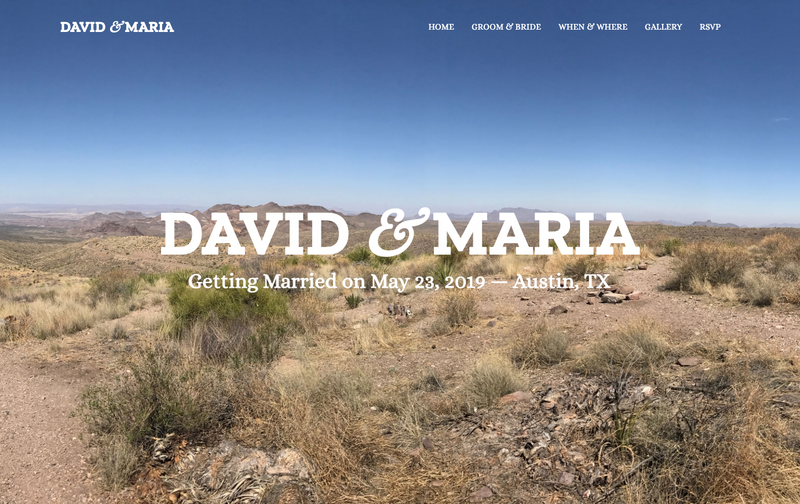 DAVID & MARIA
HOME GROOM & BRIDE WHEN & WHERE GALLERY RSVP
DAVID & MARIA
Getting Married on May 23, 2019 — Austin, TX